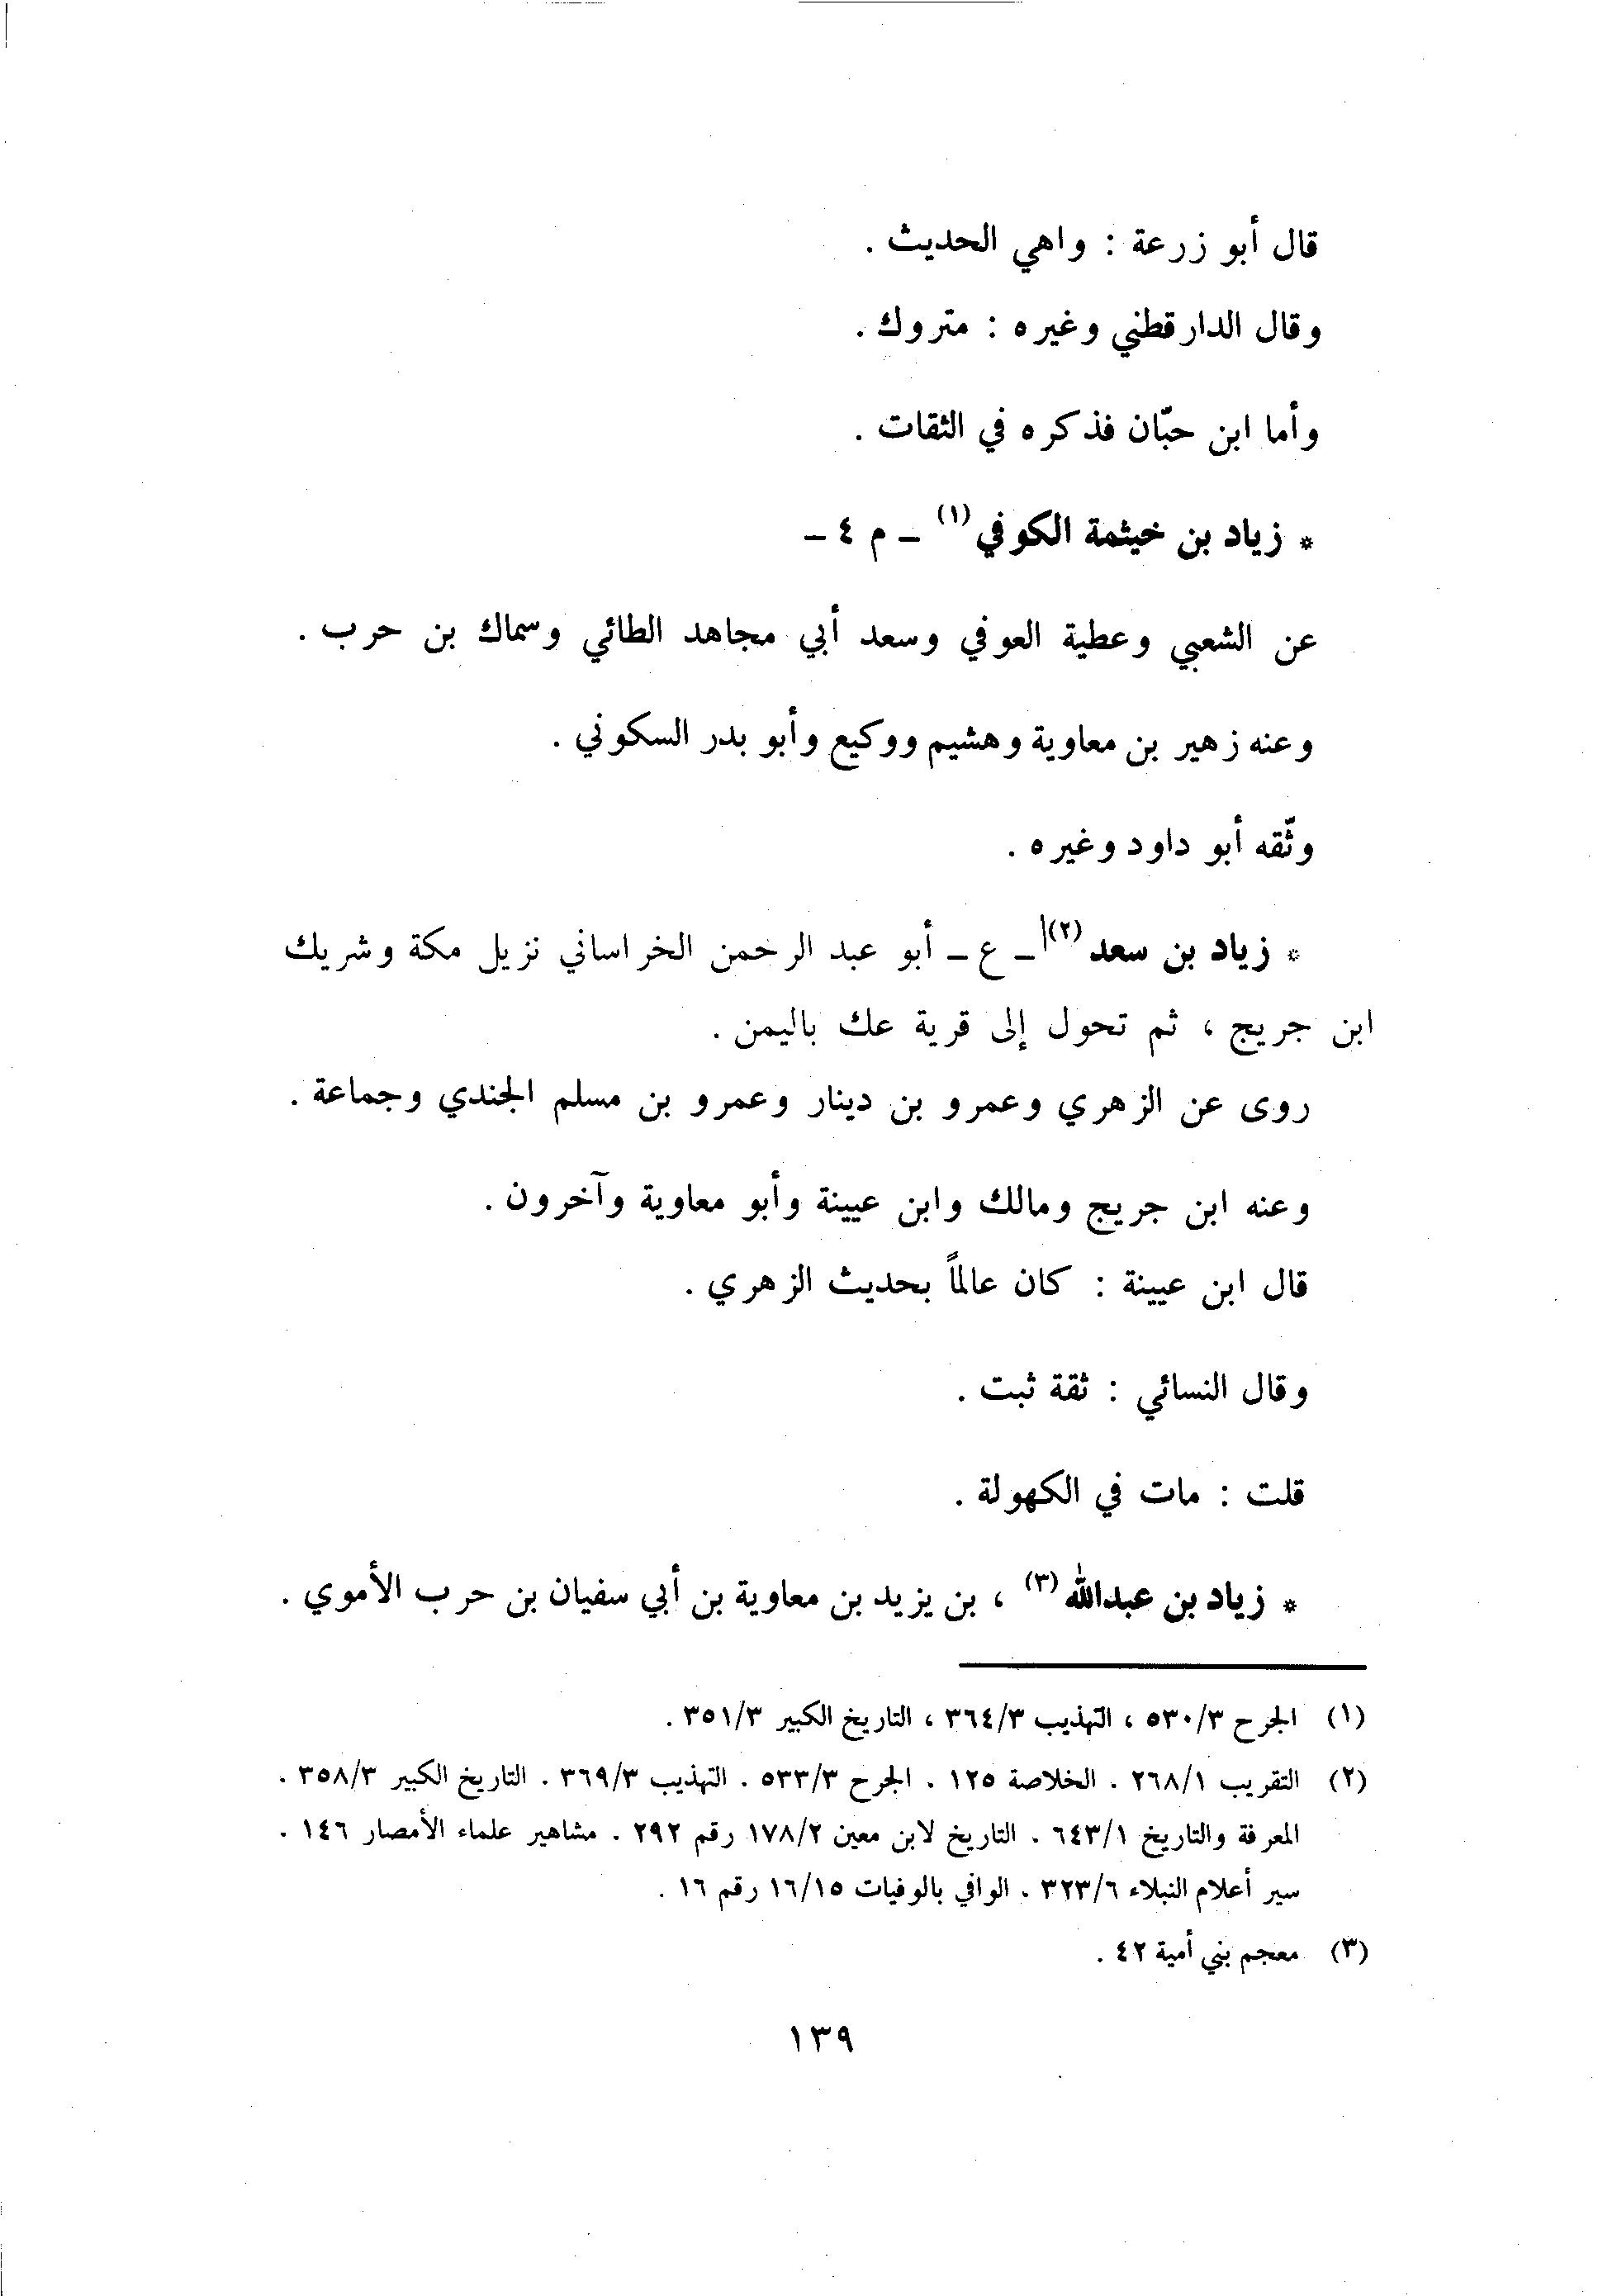 قال أبو زرعة : واهي الحديث .
وقال الدارقطني وغيره : متروك .
وأما ابن حبّان فذكره في الثقات .
* زياد بن خيثمة الكوفي (١) – م ٤ –
عن الشعبي وعطية العوفي وسعد أبي مجاهد الطائي وسماك بن حرب .
وعنه زهير بن معاوية وهشيم ووكيع وأبو بدر السكوني .
وثّقه أبو داود وغيره .
* زياد بن سعد (٢) – ع – أبو عبد الرحمن الخراساني نزيل مكة وشريك
ابن جريج ، ثم تحول إلى قرية عك باليمن .
روى عن الزهري وعمرو بن دينار وعمرو بن مسلم الجندي وجماعة .
وعنه ابن جريج ومالك وابن عيينة وأبو معاوية وآخرون .
قال ابن عيينة : كان عالماً بحديث الزهري .
وقال النسائي : ثقة ثبت .
قلت : مات في الكهولة .
* زياد بن عبدالله (٣) ، بن يزيد بن معاوية بن أبي سفيان بن حرب الأموي .
(١) الجرح ٥٣٠/٣ ، التهذيب ٣٦٤/٣ ، التاريخ الكبير ٣٥١/٣ .
(٢) التقريب ٢٦٨/١ . الخلاصة ١٢٥ . الجرح ٥٣٣/٣ . التهذيب ٣٦٩/٣ . التاريخ الكبير ٣٥٨/٣ .
المعرفة والتاريخ ٦٤٣/١ . التاريخ لابن معين ١٧٨/٢ رقم ٢٩٢ . مشاهير علماء الأمصار ١٤٦ .
سير أعلام النبلاء ٣٢٣/٦ . الوافي بالوفيات ١٦/١٥ رقم ١٦ .
(٣) معجم بني أمية ٤٢ .
١٣٩